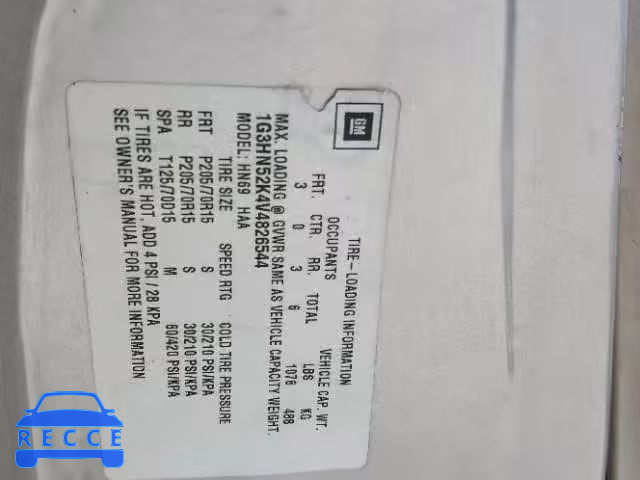 GM
TIRE-LOADING INFORMATION
OCCUPANTS VEHICLE CAP. WT.
FRT. CTR. RR. TOTAL LBS KG
3 0 3 6 1076 488
MAX. LOADING @ GVWR SAME AS VEHICLE CAPACITY WEIGHT.
1G3HN52K4V4826544
MODEL: HN69 HAA
TIRE SIZE SPEED RTG COLD TIRE PRESSURE
FRT P205/70R15 S 30/210 PSI/KPA
RR P205/70R15 S 30/210 PSI/KPA
SPA T125/70D15 M 60/420 PSI/KPA
IF TIRES ARE HOT, ADD 4 PSI/28 KPA
SEE OWNER'S MANUAL FOR MORE INFORMATION
RECCE